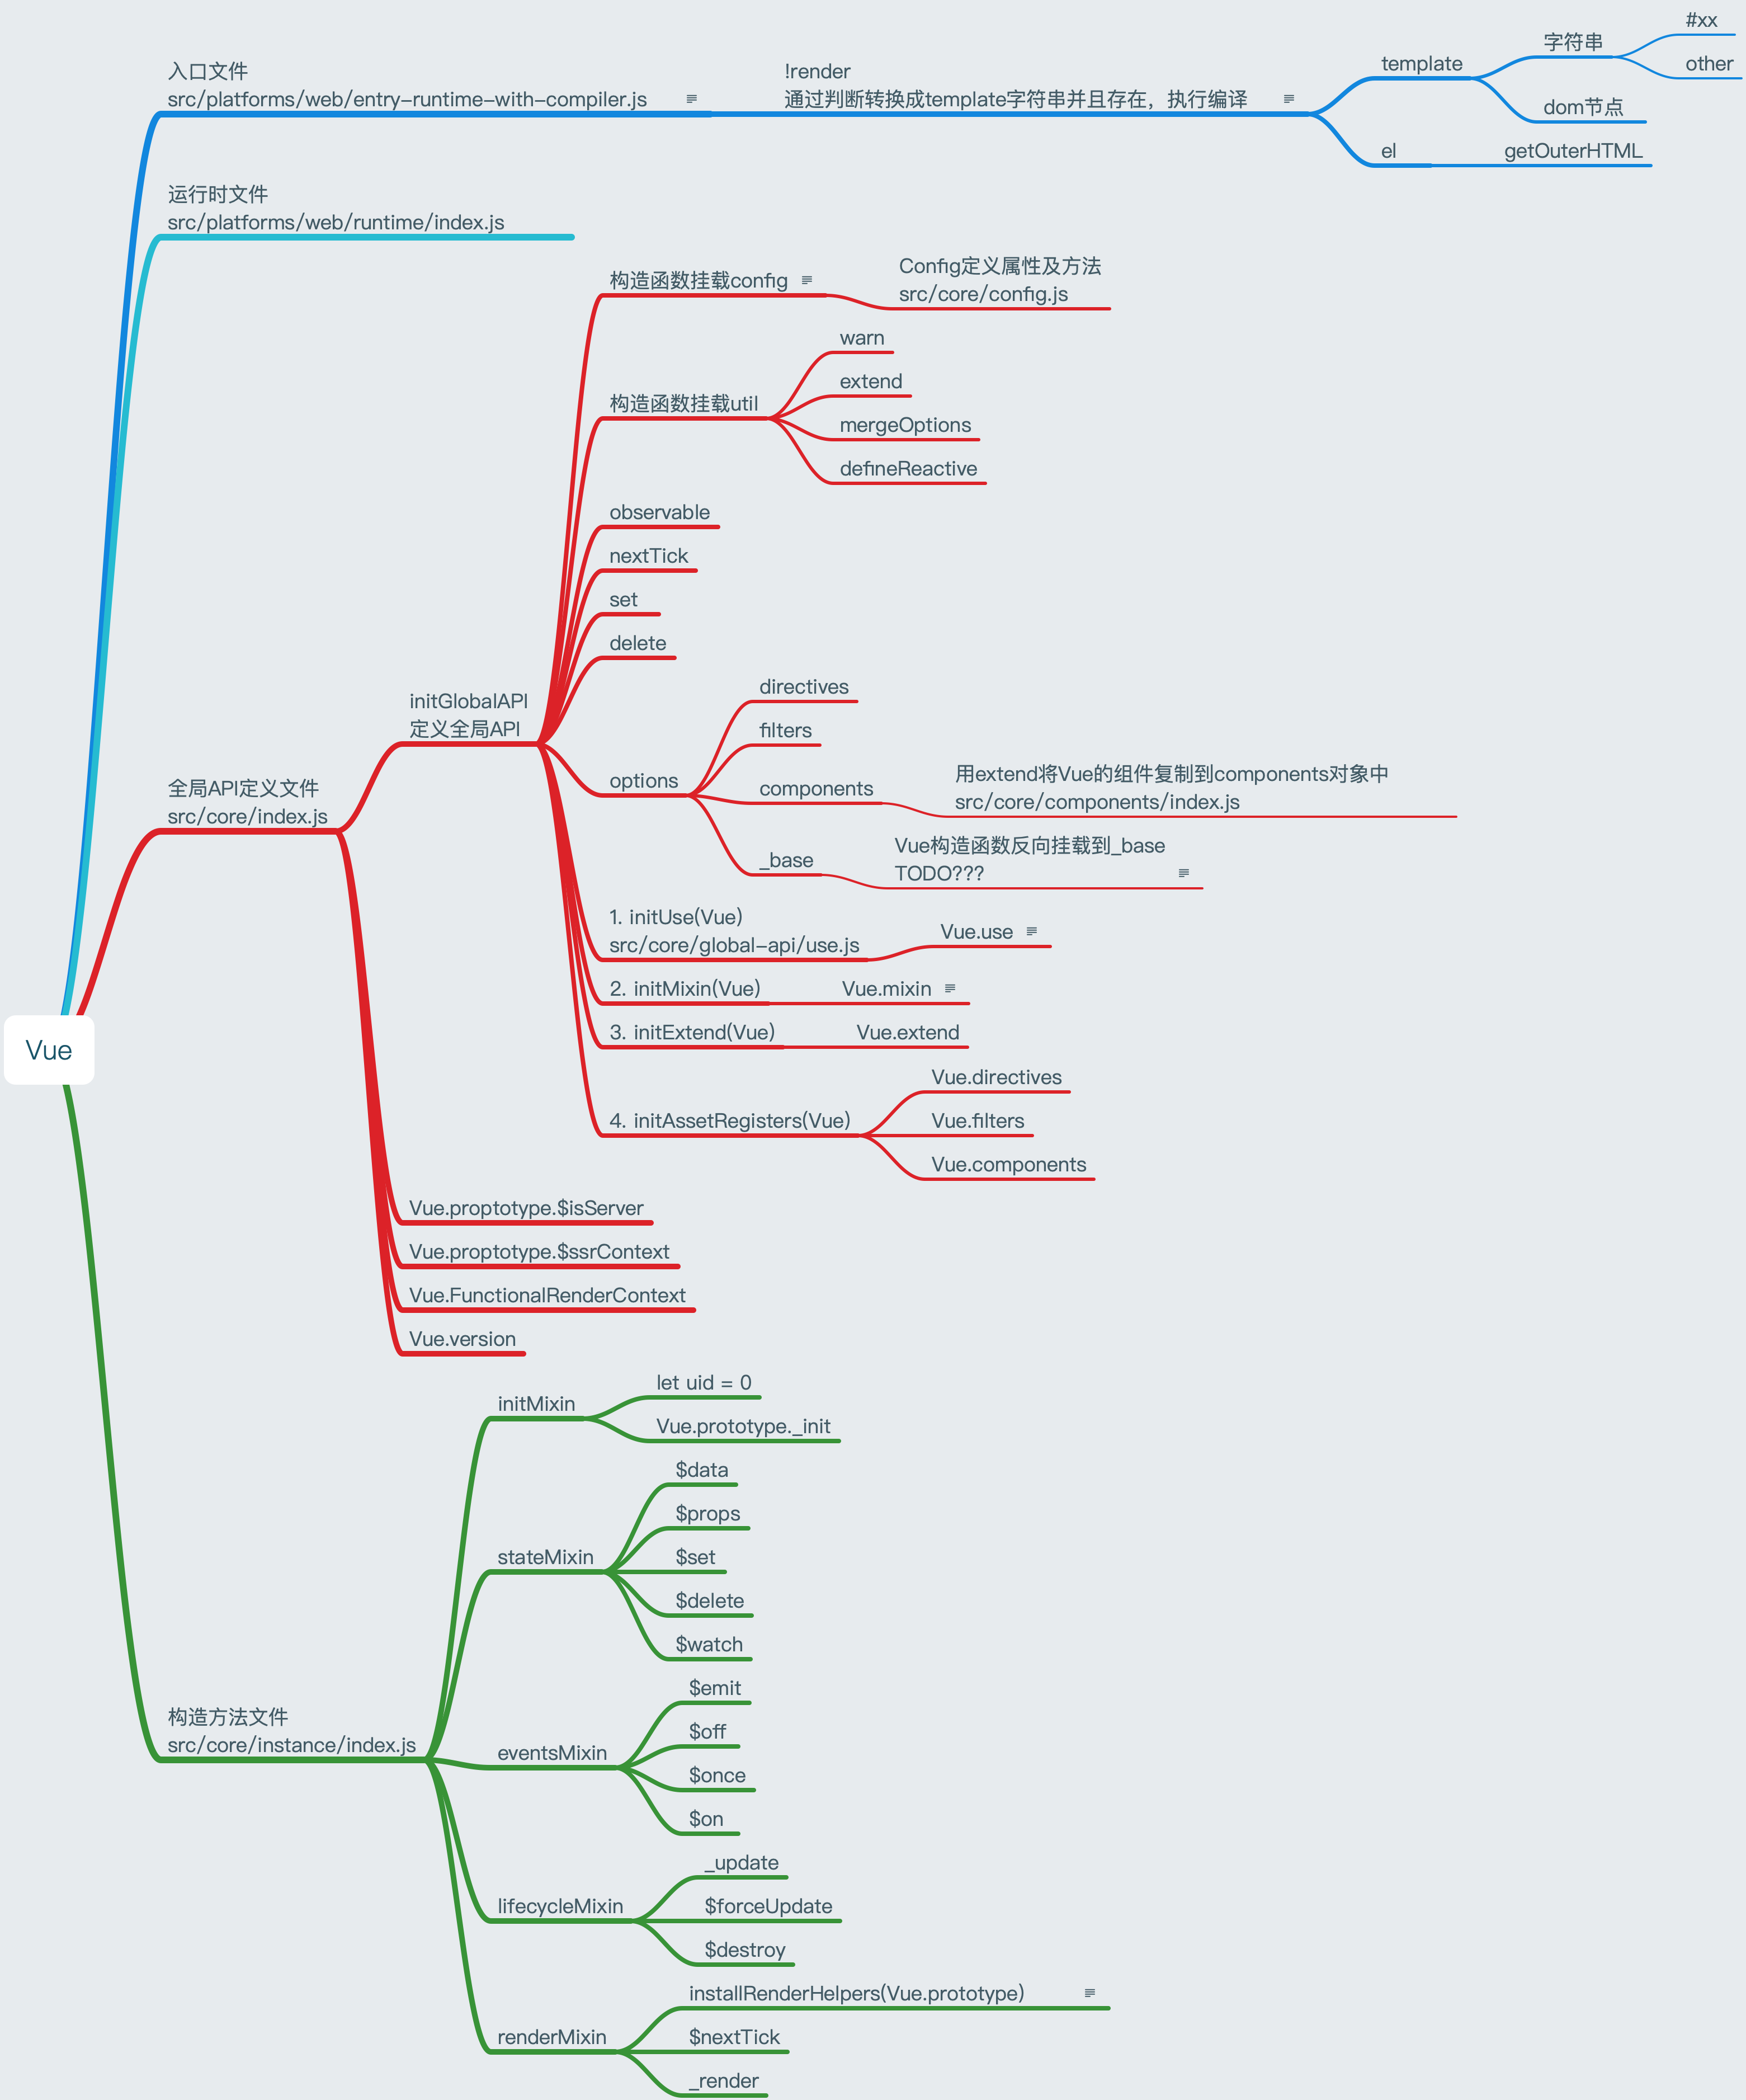 Vue
入口文件
src/platforms/web/entry-runtime-with-compiler.js
!render
通过判断转换成template字符串并且存在，执行编译
template
字符串
#xx
other
dom节点
el
getOuterHTML
运行时文件
src/platforms/web/runtime/index.js
全局API定义文件
src/core/index.js
initGlobalAPI
定义全局API
构造函数挂载config
Config定义属性及方法
src/core/config.js
构造函数挂载util
warn
extend
mergeOptions
defineReactive
observable
nextTick
set
delete
options
directives
filters
components
用extend将Vue的组件复制到components对象中
src/core/components/index.js
_base
Vue构造函数反向挂载到_base
TODO???
1. initUse(Vue)
src/core/global-api/use.js
Vue.use
2. initMixin(Vue)
Vue.mixin
3. initExtend(Vue)
Vue.extend
4. initAssetRegisters(Vue)
Vue.directives
Vue.filters
Vue.components
Vue.proptotype.$isServer
Vue.proptotype.$ssrContext
Vue.FunctionalRenderContext
Vue.version
构造方法文件
src/core/instance/index.js
initMixin
let uid = 0
Vue.prototype._init
stateMixin
$data
$props
$set
$delete
$watch
eventsMixin
$emit
$off
$once
$on
lifecycleMixin
_update
$forceUpdate
$destroy
renderMixin
installRenderHelpers(Vue.prototype)
$nextTick
_render